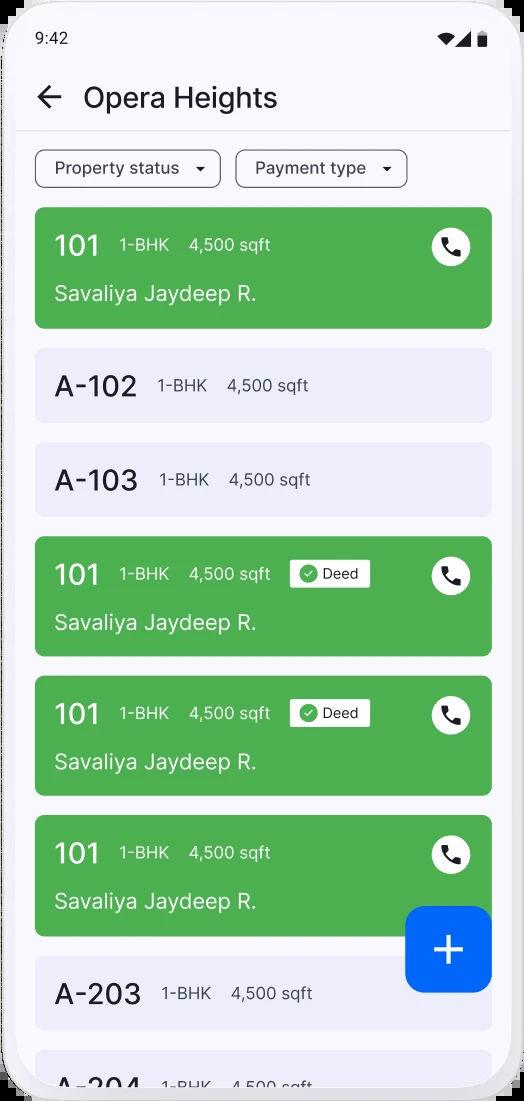 9:42
Opera Heights
Property status Payment type
101 1-BHK 4,500 sqft
Savaliya Jaydeep R.
A-102 1-BHK 4,500 sqft
A-103 1-BHK 4,500 sqft
101 1-BHK 4,500 sqft Deed
Savaliya Jaydeep R.
101 1-BHK 4,500 sqft Deed
Savaliya Jaydeep R.
101 1-BHK 4,500 sqft
Savaliya Jaydeep R.
A-203 1-BHK 4,500 sqft
A-204 1-BHK 4,500 sqft